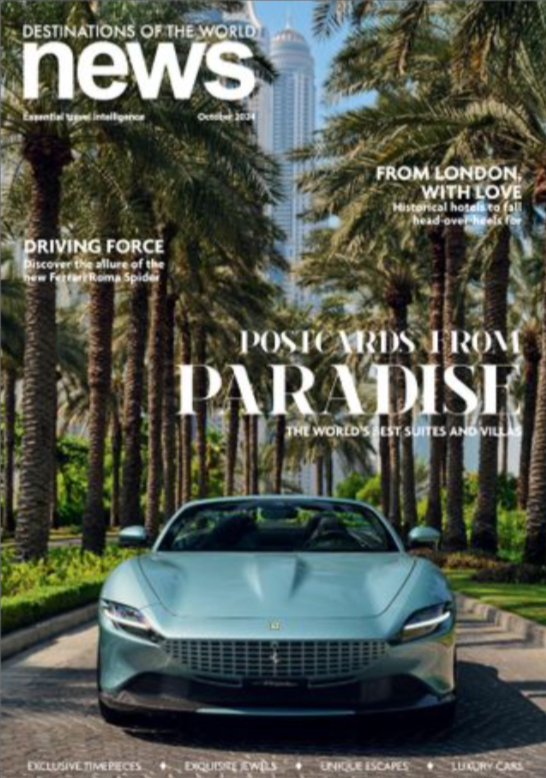 DESTINATIONS OF THE WORLD
news
Essential travel intelligence
October 2024
FROM LONDON,
WITH LOVE
Historical hotels to fall
head-over-heels for
DRIVING FORCE
Discover the allure of the
new Ferrari Roma Spider
POSTCARDS FROM
PARADISE
THE WORLD'S BEST SUITES AND VILLAS
EXCLUSIVE TIMEPIECES ♦ EXQUISITE JEWELS ♦ UNIQUE ESCAPES ♦ LUXURY CARS